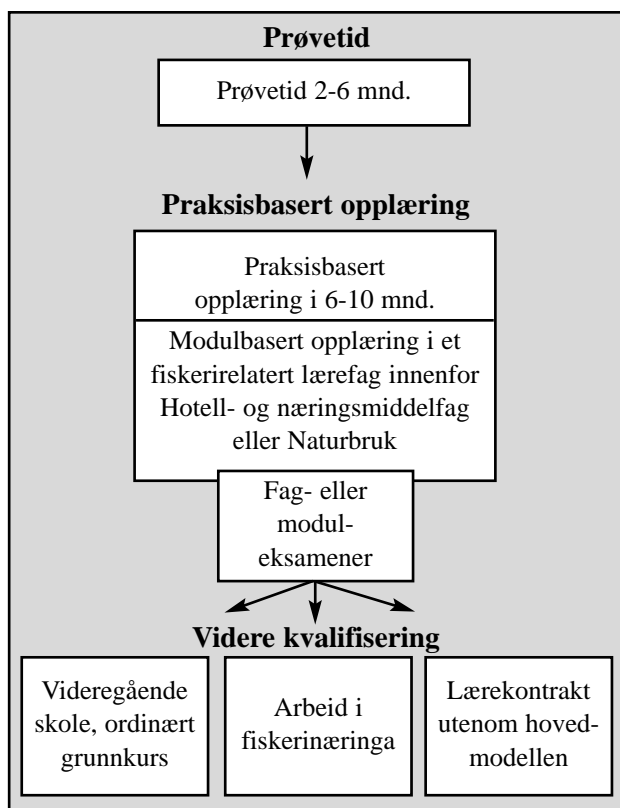 Prøvetid
Prøvetid 2-6 mnd.
Praksisbasert opplæring
Praksisbasert
opplæring i 6-10 mnd.
Modulbasert opplæring i et
fiskerirelatert lærefag innenfor
Hotell- og næringsmiddelfag
eller Naturbruk
Fag- eller
modul-
eksamener
Videre kvalifisering
Videregående
skole, ordinært
grunnkurs
Arbeid i
fiskerinæringa
Lærekontrakt
utenom hoved-
modellen